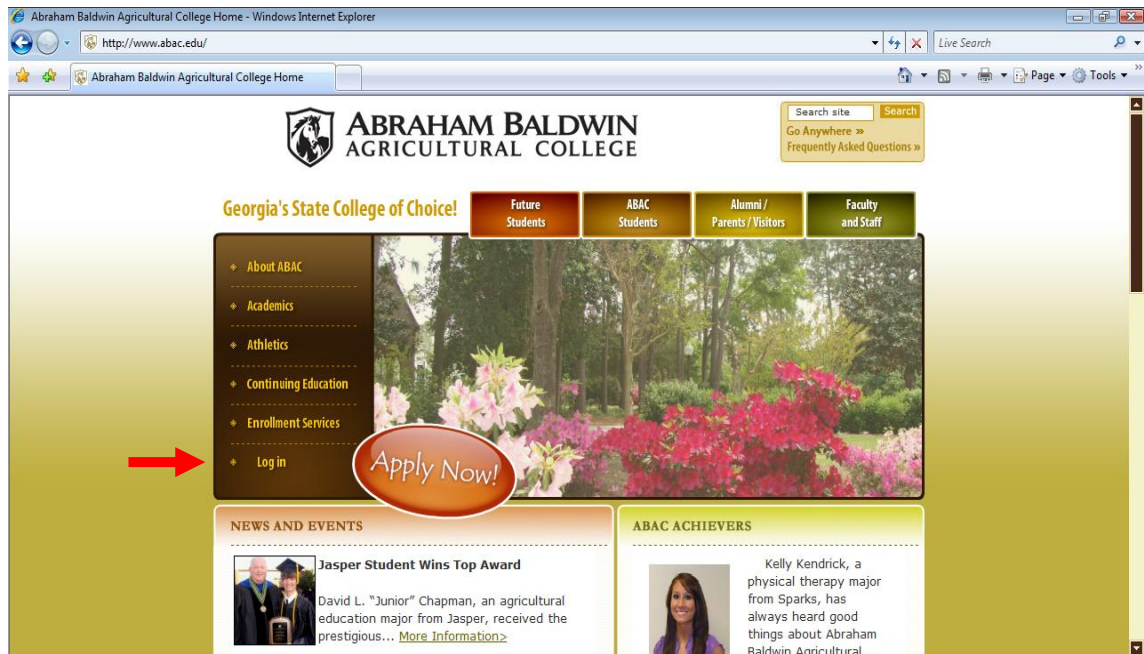 Abraham Baldwin Agricultural College Home - Windows Internet Explorer
http://www.abac.edu/
Live Search
Abraham Baldwin Agricultural College Home
Page
Tools
ABRAHAM BALDWIN
AGRICULTURAL COLLEGE
Search site
Search
Go Anywhere »
Frequently Asked Questions »
Georgia's State College of Choice!
Future
Students
ABAC
Students
Alumni /
Parents / Visitors
Faculty
and Staff
About ABAC
Academics
Athletics
Continuing Education
Enrollment Services
Log in
Apply Now!
NEWS AND EVENTS
Jasper Student Wins Top Award
David L. "Junior" Chapman, an agricultural
education major from Jasper, received the
prestigious... More Information>
ABAC ACHIEVERS
Kelly Kendrick, a
physical therapy major
from Sparks, has
always heard good
things about Abraham
Baldwin Agricultural